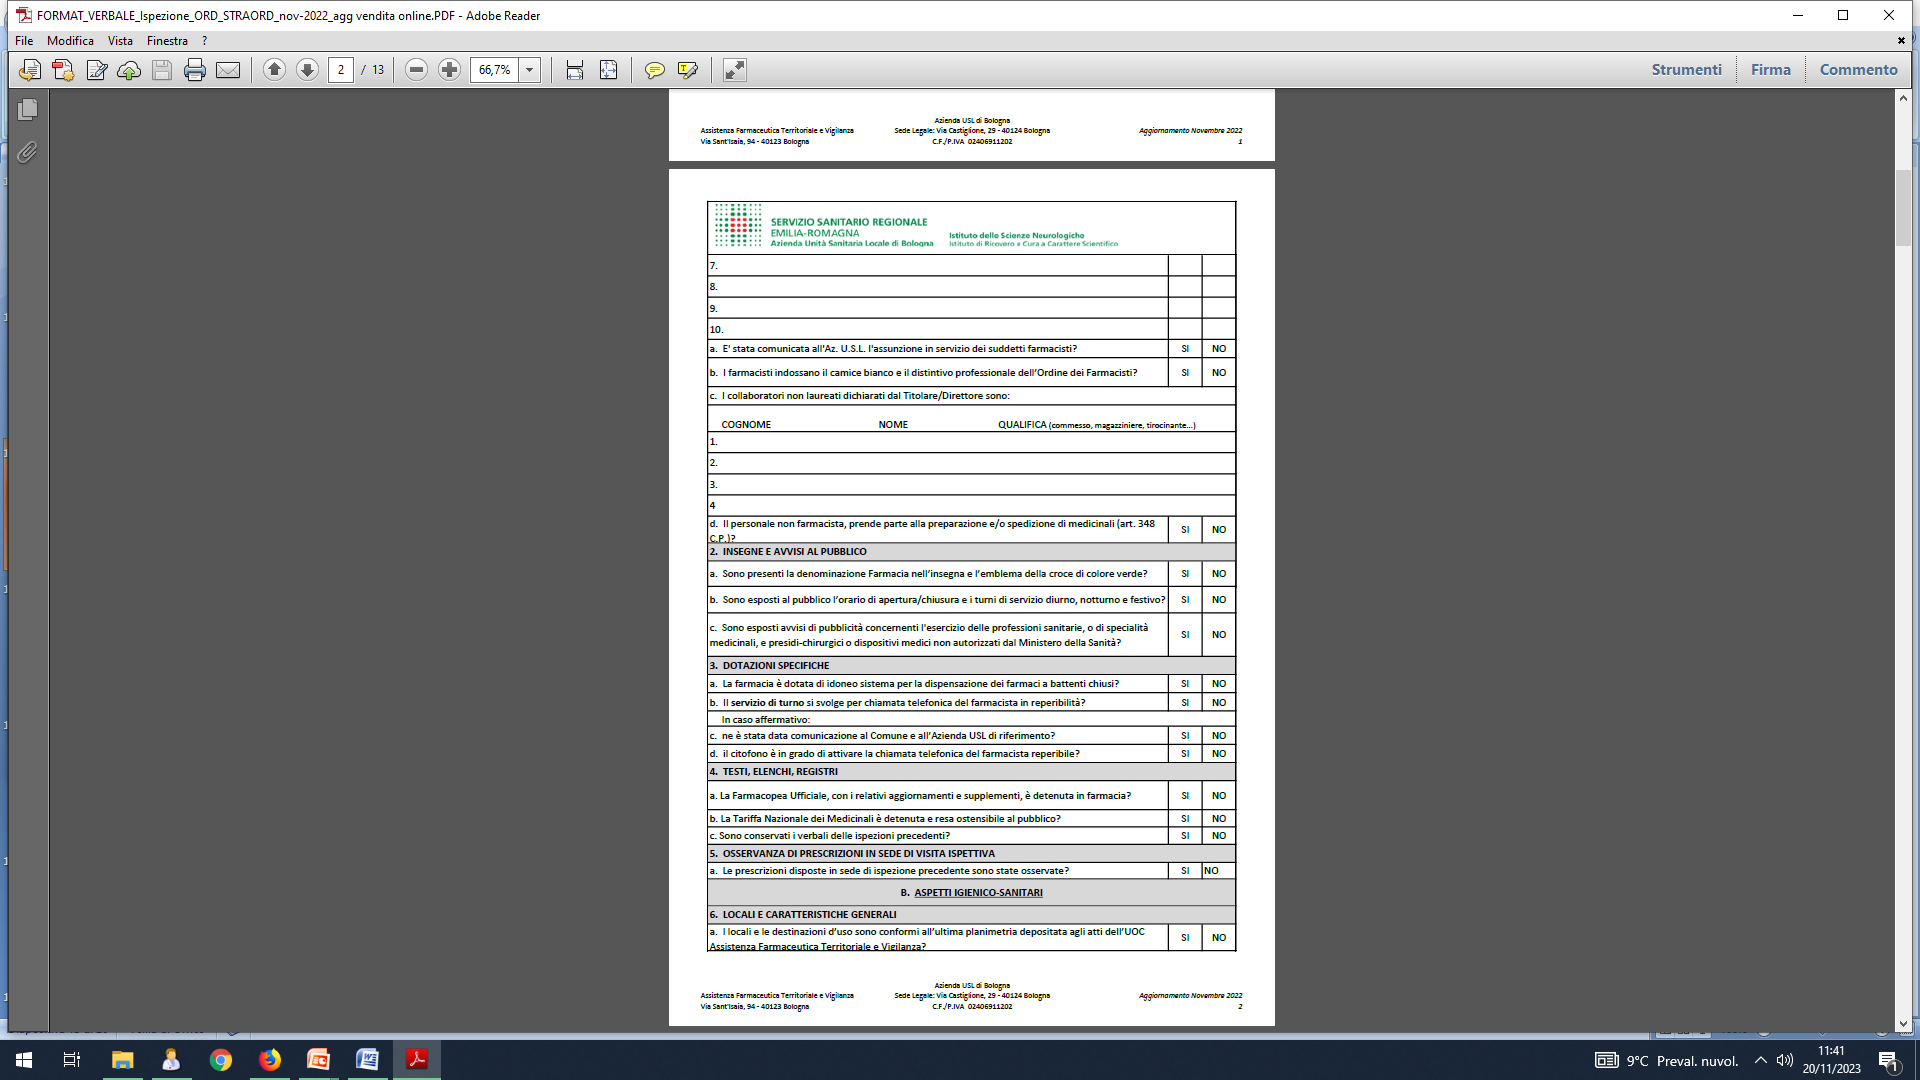 FORMAT_VERBALE_Ispezione_ORD_STRAORD_nov-2022_agg vendita online.PDF - Adobe Reader
File Modifica Vista Finestra ?
2 / 13 66,7% Strumenti Firma Commento
Azienda USL di Bologna
Assistenza Farmaceutica Territoriale e Vigilanza Sede Legale: Via Castiglione, 29 - 40124 Bologna Aggiornamento Novembre 2022
Via Sant'Isaia, 94 - 40123 Bologna C.F./P.IVA 02406911202 1
SERVIZIO SANITARIO REGIONALE
EMILIA-ROMAGNA
Azienda Unità Sanitaria Locale di Bologna
Istituto delle Scienze Neurologiche
Istituto di Ricovero e Cura a Carattere Scientifico
7.
8.
9.
10.
a. E' stata comunicata all'Az. U.S.L. l'assunzione in servizio dei suddetti farmacisti? SI NO
b. I farmacisti indossano il camice bianco e il distintivo professionale dell'Ordine dei Farmacisti? SI NO
c. I collaboratori non laureati dichiarati dal Titolare/Direttore sono:
COGNOME NOME QUALIFICA (commesso, magazziniere, tirocinante...)
1.
2.
3.
4
d. Il personale non farmacista, prende parte alla preparazione e/o spedizione di medicinali (art. 348
C.P.)? SI NO
2. INSEGNE E AVVISI AL PUBBLICO
a. Sono presenti la denominazione Farmacia nell'insegna e l'emblema della croce di colore verde? SI NO
b. Sono esposti al pubblico l'orario di apertura/chiusura e i turni di servizio diurno, notturno e festivo? SI NO
c. Sono esposti avvisi di pubblicità concernenti l'esercizio delle professioni sanitarie, o di specialità
medicinali, e presidi-chirurgici o dispositivi medici non autorizzati dal Ministero della Sanità? SI NO
3. DOTAZIONI SPECIFICHE
a. La farmacia è dotata di idoneo sistema per la dispensazione dei farmaci a battenti chiusi? SI NO
b. Il servizio di turno si svolge per chiamata telefonica del farmacista in reperibilità? SI NO
In caso affermativo:
c. ne è stata data comunicazione al Comune e all'Azienda USL di riferimento? SI NO
d. il citofono è in grado di attivare la chiamata telefonica del farmacista reperibile? SI NO
4. TESTI, ELENCHI, REGISTRI
a. La Farmacopea Ufficiale, con i relativi aggiornamenti e supplementi, è detenuta in farmacia? SI NO
b. La Tariffa Nazionale dei Medicinali è detenuta e resa ostensibile al pubblico? SI NO
c. Sono conservati i verbali delle ispezioni precedenti? SI NO
5. OSSERVANZA DI PRESCRIZIONI IN SEDE DI VISITA ISPETTIVA
a. Le prescrizioni disposte in sede di ispezione precedente sono state osservate? SI NO
B. ASPETTI IGIENICO-SANITARI
6. LOCALI E CARATTERISTICHE GENERALI
a. I locali e le destinazioni d'uso sono conformi all'ultima planimetria depositata agli atti dell'UOC
Assistenza Farmaceutica Territoriale e Vigilanza? SI NO
Azienda USL di Bologna
Assistenza Farmaceutica Territoriale e Vigilanza Sede Legale: Via Castiglione, 29 - 40124 Bologna Aggiornamento Novembre 2022
Via Sant'Isaia, 94 - 40123 Bologna C.F./P.IVA 02406911202 2
9°C Preval. nuvol. 11:41
20/11/2023 1